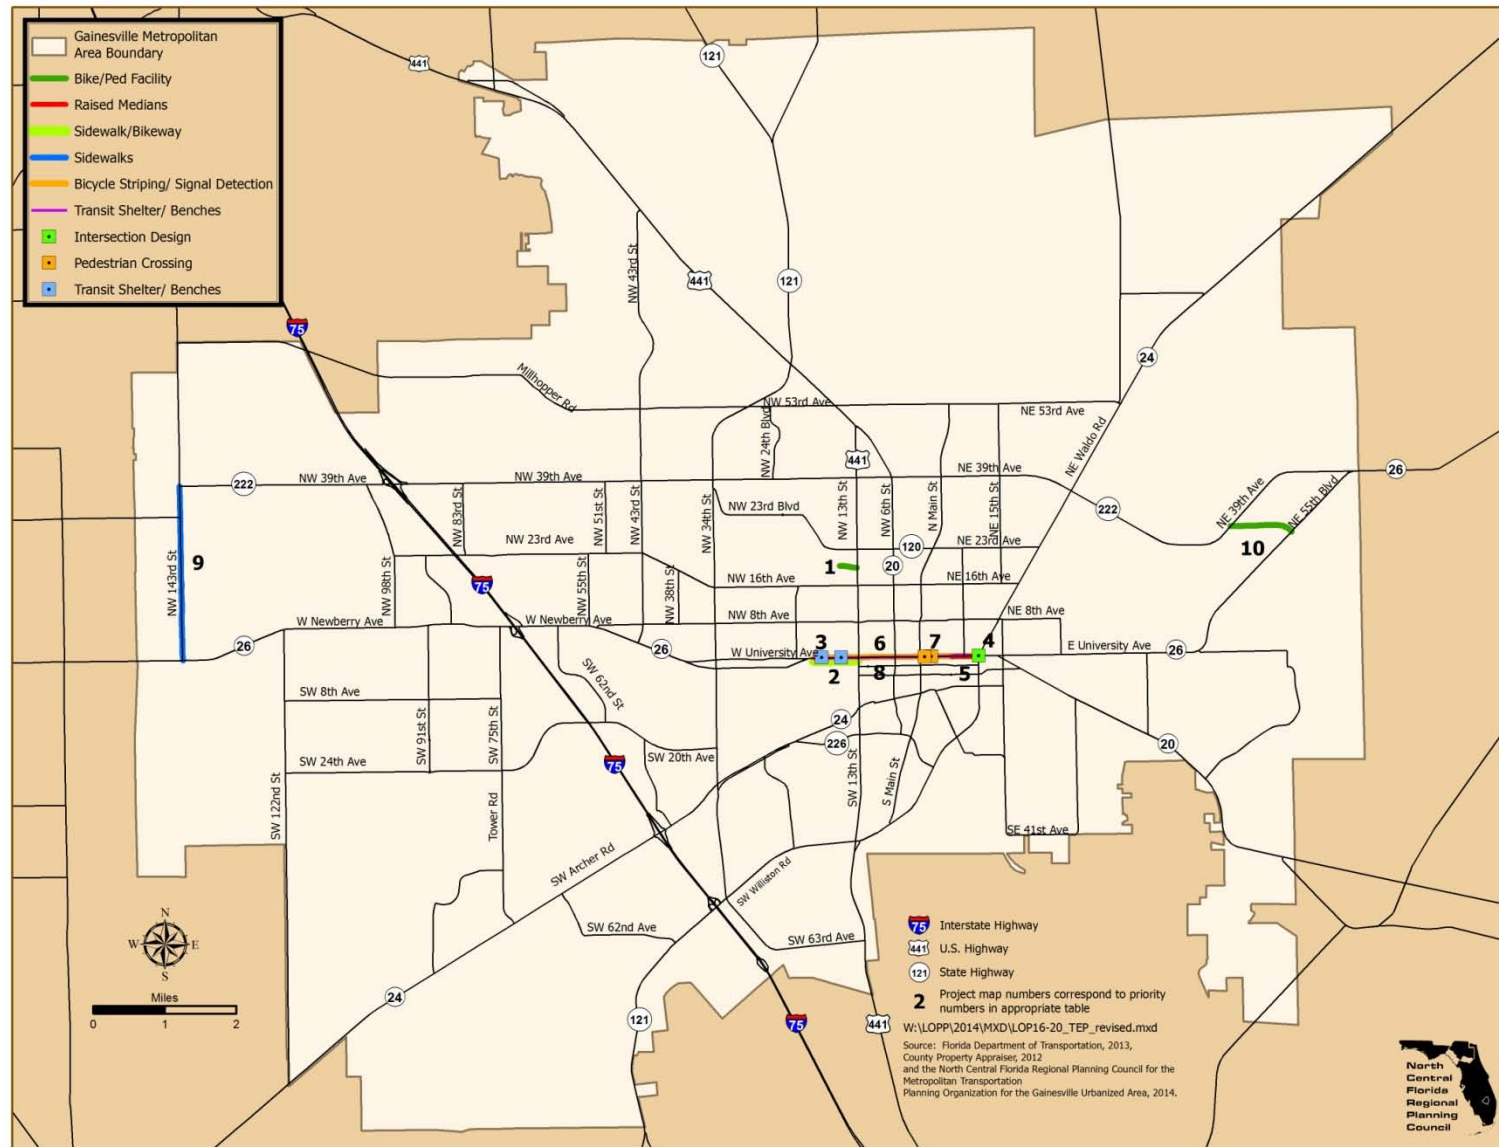 Gainesville Metropolitan
Area Boundary
Bike/Ped Facility
Raised Medians
Sidewalk/Bikeway
Sidewalks
Bicycle Striping/ Signal Detection
Transit Shelter/ Benches
Intersection Design
Pedestrian Crossing
Transit Shelter/ Benches
441
121
441
121
75
NW 43rd St
24
Millhopper Rd
NW 53rd Ave
NE 53rd Ave
NW 24th Blvd
NE Waldo Rd
441
222
NW 39th Ave
NW 39th Ave
NE 39th Ave
26
NW 83rd St
NW 51st St
NW 43rd St
NW 34th St
NW 23rd Blvd
NW 13th St
NW 6th St
N Main St
NE 15th St
222
NE 39th Ave
NE 55th Blvd
NW 23rd Ave
120
NE 23rd Ave
10
9
NW 143rd St
NW 98th St
75
NW 55th St
NW 38th St
1
20
NW 16th Ave
NE 16th Ave
W Newberry Ave
W Newberry Ave
NW 8th Ave
NE 8th Ave
26
26
W University Ave
3
6
7
4
E University Ave
26
2
8
5
SW 8th Ave
SW 62nd St
SW 91st St
SW 75th St
24
226
20
SW 24th Ave
75
SW 20th Ave
SW 13th St
S Main St
SW 122nd St
Tower Rd
SE 41st Ave
SW Archer Rd
SW Williston Rd
SW 62nd Ave
SW 63rd Ave
24
121
75
441
N
W
E
S
Miles
0 1 2
75 Interstate Highway
441 U.S. Highway
121 State Highway
2 Project map numbers correspond to priority
numbers in appropriate table
W:\LOPP\2014\MXD\LOP16-20_TEP_revised.mxd
Source: Florida Department of Transportation, 2013,
County Property Appraiser, 2012
and the North Central Florida Regional Planning Council for the
Metropolitan Transportation
Planning Organization for the Gainesville Urbanized Area, 2014.
North
Central
Florida
Regional
Planning
Council